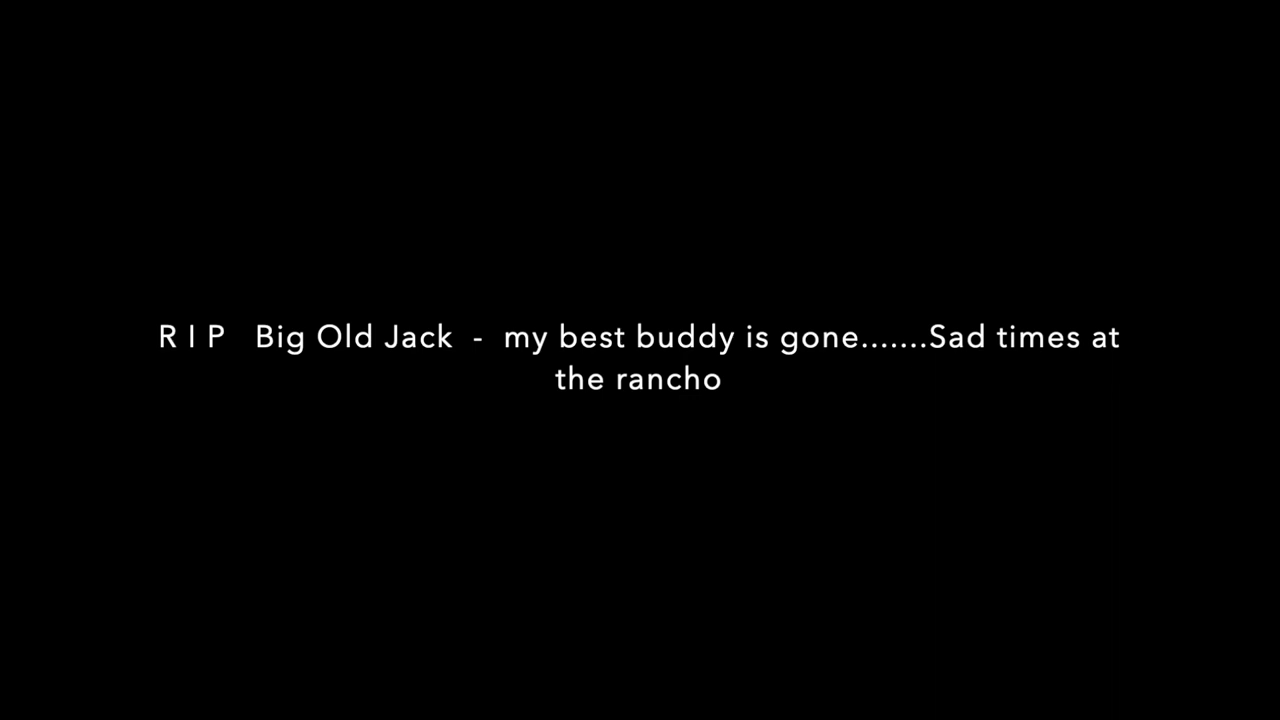 R I P   Big Old Jack  -  my best buddy is gone.......Sad times at
the rancho